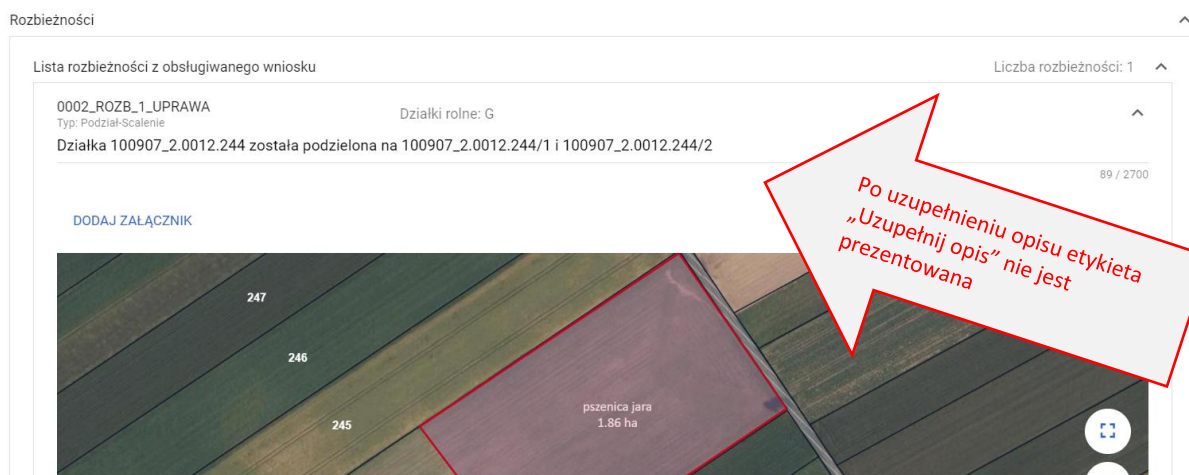 Rozbieżności
Lista rozbieżności z obsługiwanego wniosku
Liczba rozbieżności: 1
0002_ROZB_1_UPRAWA
Typ: Podział-Scalenie
Działki rolne: G
Działka 100907_2.0012.244 została podzielona na 100907_2.0012.244/1 i 100907_2.0012.244/2
89 / 2700
Po uzupełnieniu opisu etykieta
„Uzupełnij opis” nie jest
prezentowana
DODAJ ZAŁĄCZNIK
247
246
245
pszenica jara
1.86 ha